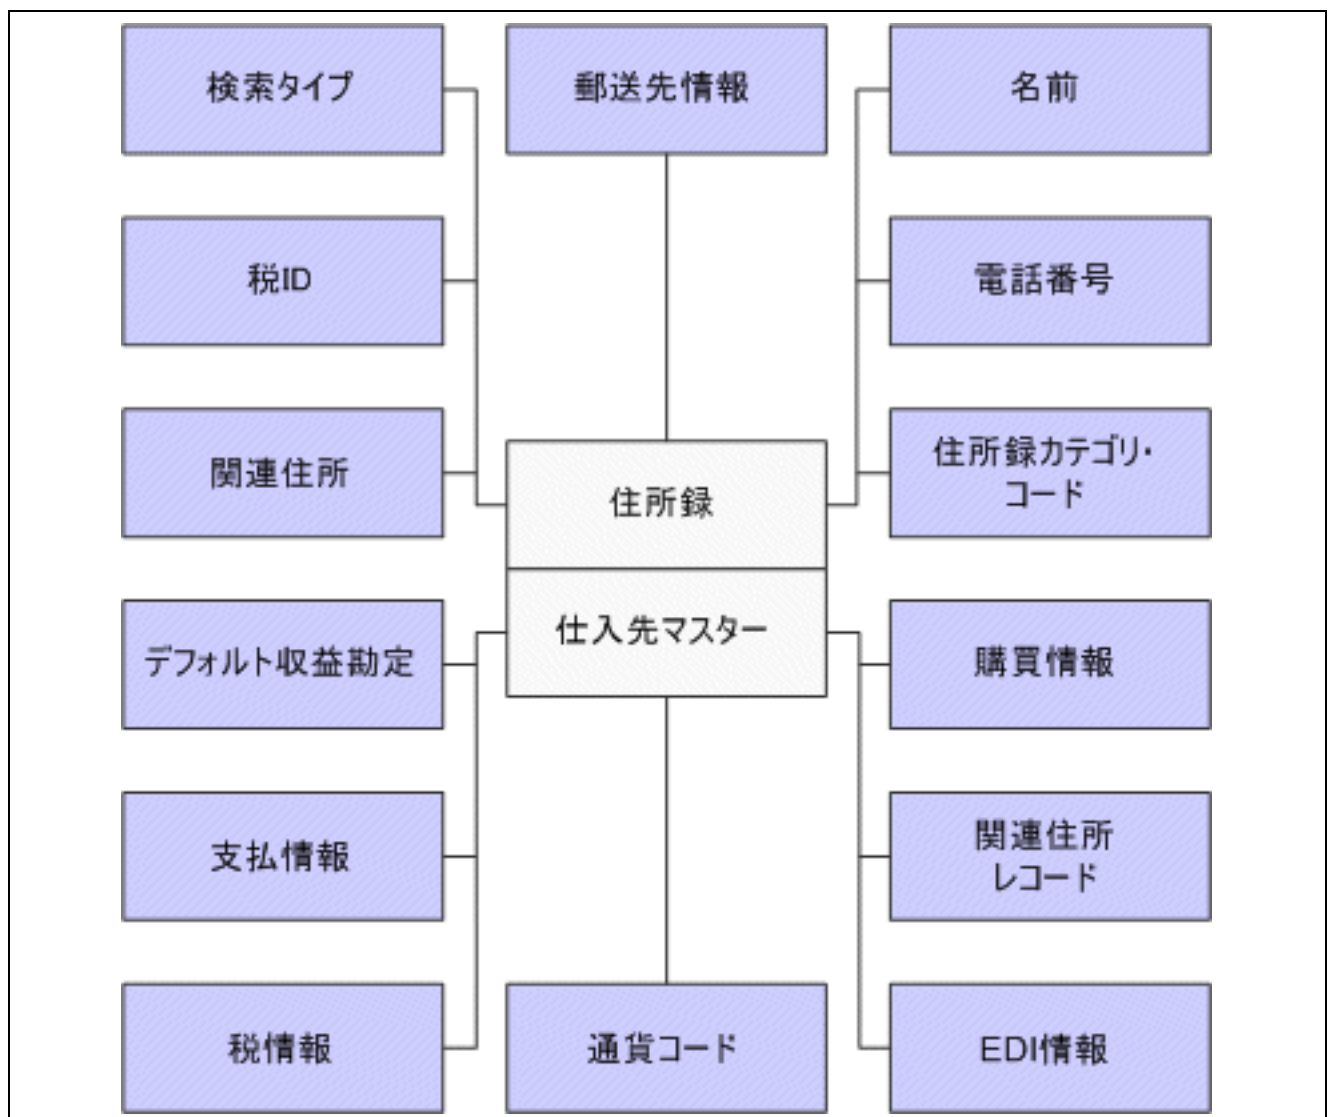 検索タイプ
郵送先情報
名前
税ID
電話番号
関連住所
住所録カテゴリ・
コード
住所録
仕入先マスター
デフォルト収益勘定
購買情報
支払情報
関連住所
レコード
税情報
通貨コード
EDI情報